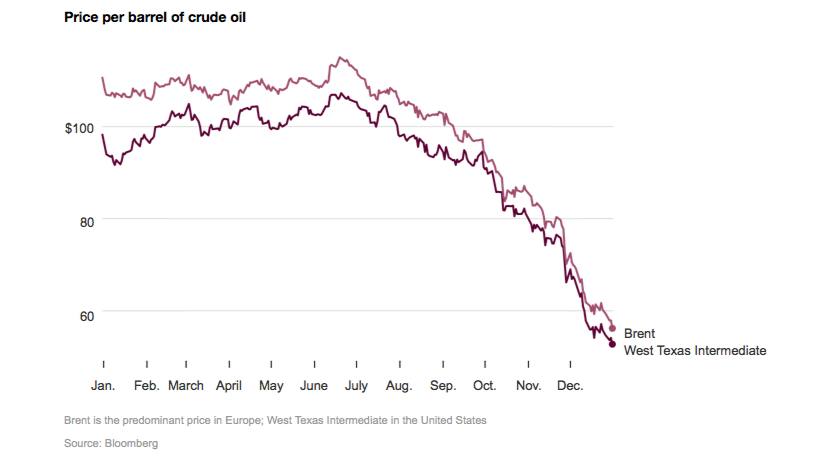 Price per barrel of crude oil
$100
80
60
Brent
West Texas Intermediate
Jan. Feb. March April May June July Aug. Sep. Oct. Nov. Dec.
Brent is the predominant price in Europe; West Texas Intermediate in the United States
Source: Bloomberg